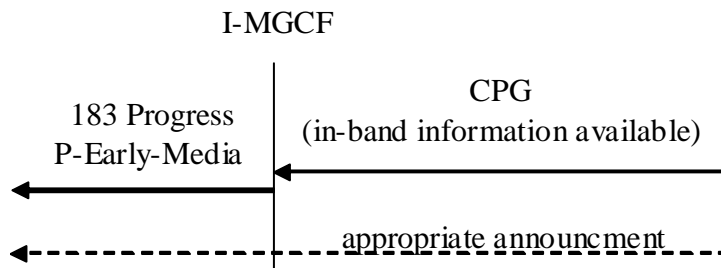 I-MGCF
183 Progress
P-Early-Media
CPG
(in-band information available)
appropriate announcment